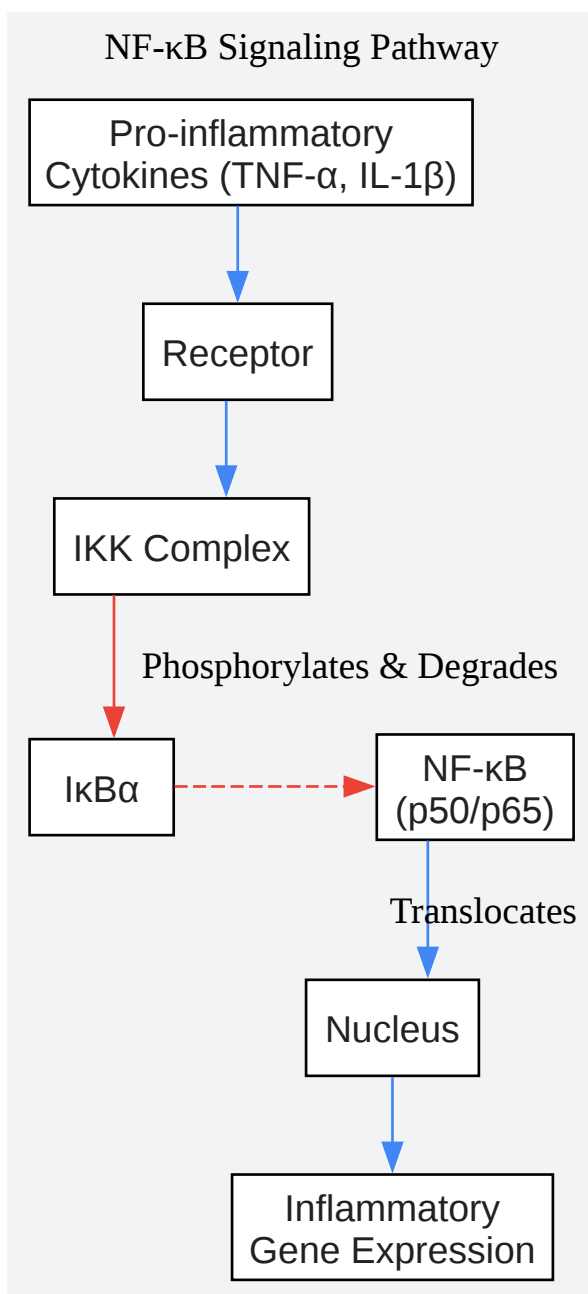 NF-κB Signaling Pathway
Pro-inflammatory
Cytokines (TNF-α, IL-1β)
Receptor
IKK Complex
Phosphorylates & Degrades
IκBα
NF-κB
(p50/p65)
Translocates
Nucleus
Inflammatory
Gene Expression